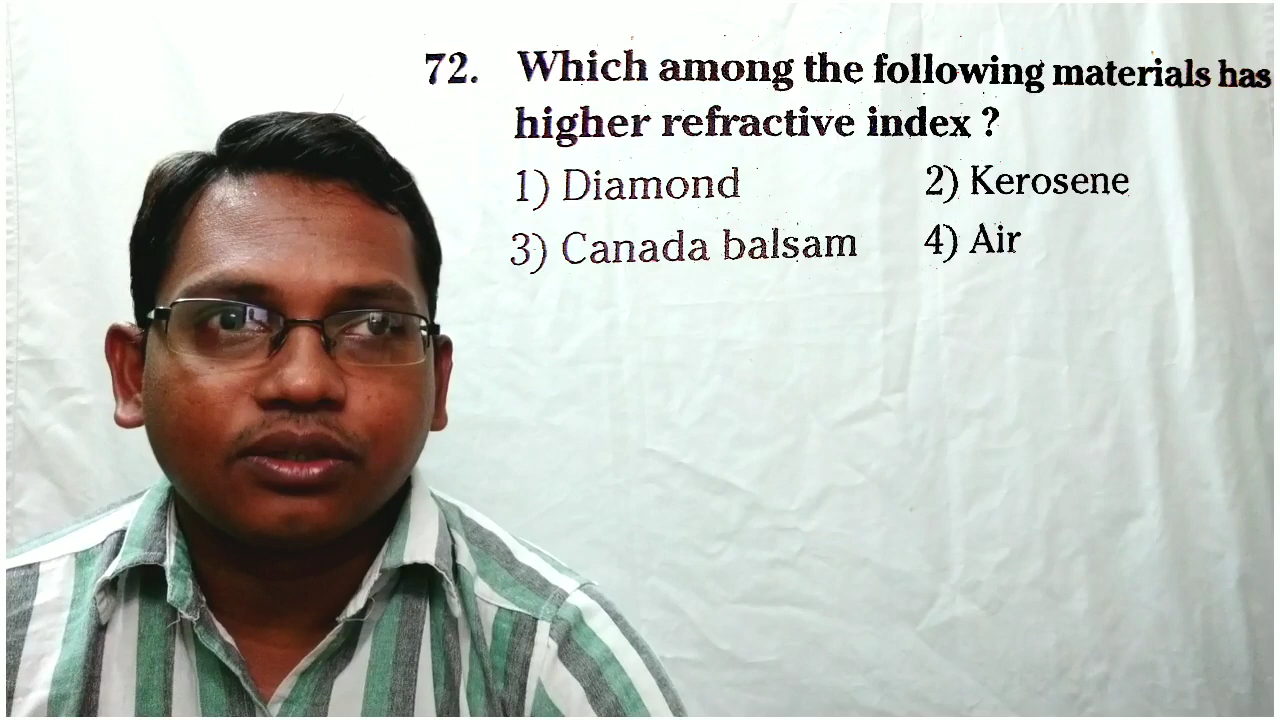 72. Which among the following materials has
higher refractive index ?
1) Diamond 2) Kerosene
3) Canada balsam 4) Air